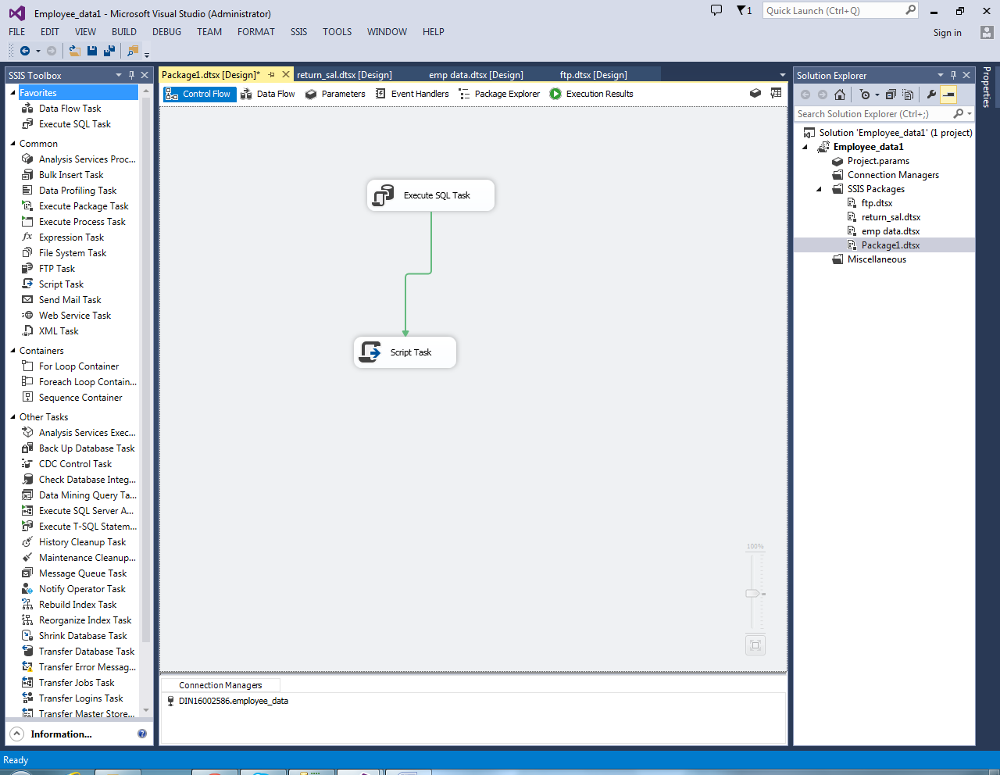 Employee_data1 - Microsoft Visual Studio (Administrator)
1
Quick Launch (Ctrl+Q)
FILE EDIT VIEW BUILD DEBUG TEAM FORMAT SSIS TOOLS WINDOW HELP
Sign in
SSIS Toolbox
Favorites
Data Flow Task
Execute SQL Task
Common
Analysis Services Proc...
Bulk Insert Task
Data Profiling Task
Execute Package Task
Execute Process Task
Expression Task
File System Task
FTP Task
Script Task
Send Mail Task
Web Service Task
XML Task
Containers
For Loop Container
Foreach Loop Contain...
Sequence Container
Other Tasks
Analysis Services Exec...
Back Up Database Task
CDC Control Task
Check Database Integ...
Data Mining Query Ta...
Execute SQL Server A...
Execute T-SQL Statem...
History Cleanup Task
Maintenance Cleanup...
Message Queue Task
Notify Operator Task
Rebuild Index Task
Reorganize Index Task
Shrink Database Task
Transfer Database Task
Transfer Error Messag...
Transfer Jobs Task
Transfer Logins Task
Transfer Master Store...
Information...
Package1.dtsx [Design]* return_sal.dtsx [Design] emp data.dtsx [Design] ftp.dtsx [Design]
Control Flow Data Flow Parameters Event Handlers Package Explorer Execution Results
Execute SQL Task
Script Task
100%
Connection Managers
DIN16002586.employee_data
Solution Explorer
Search Solution Explorer (Ctrl+;)
Solution 'Employee_data1' (1 project)
Employee_data1
Project.params
Connection Managers
SSIS Packages
ftp.dtsx
return_sal.dtsx
emp data.dtsx
Package1.dtsx
Miscellaneous
Properties
Ready